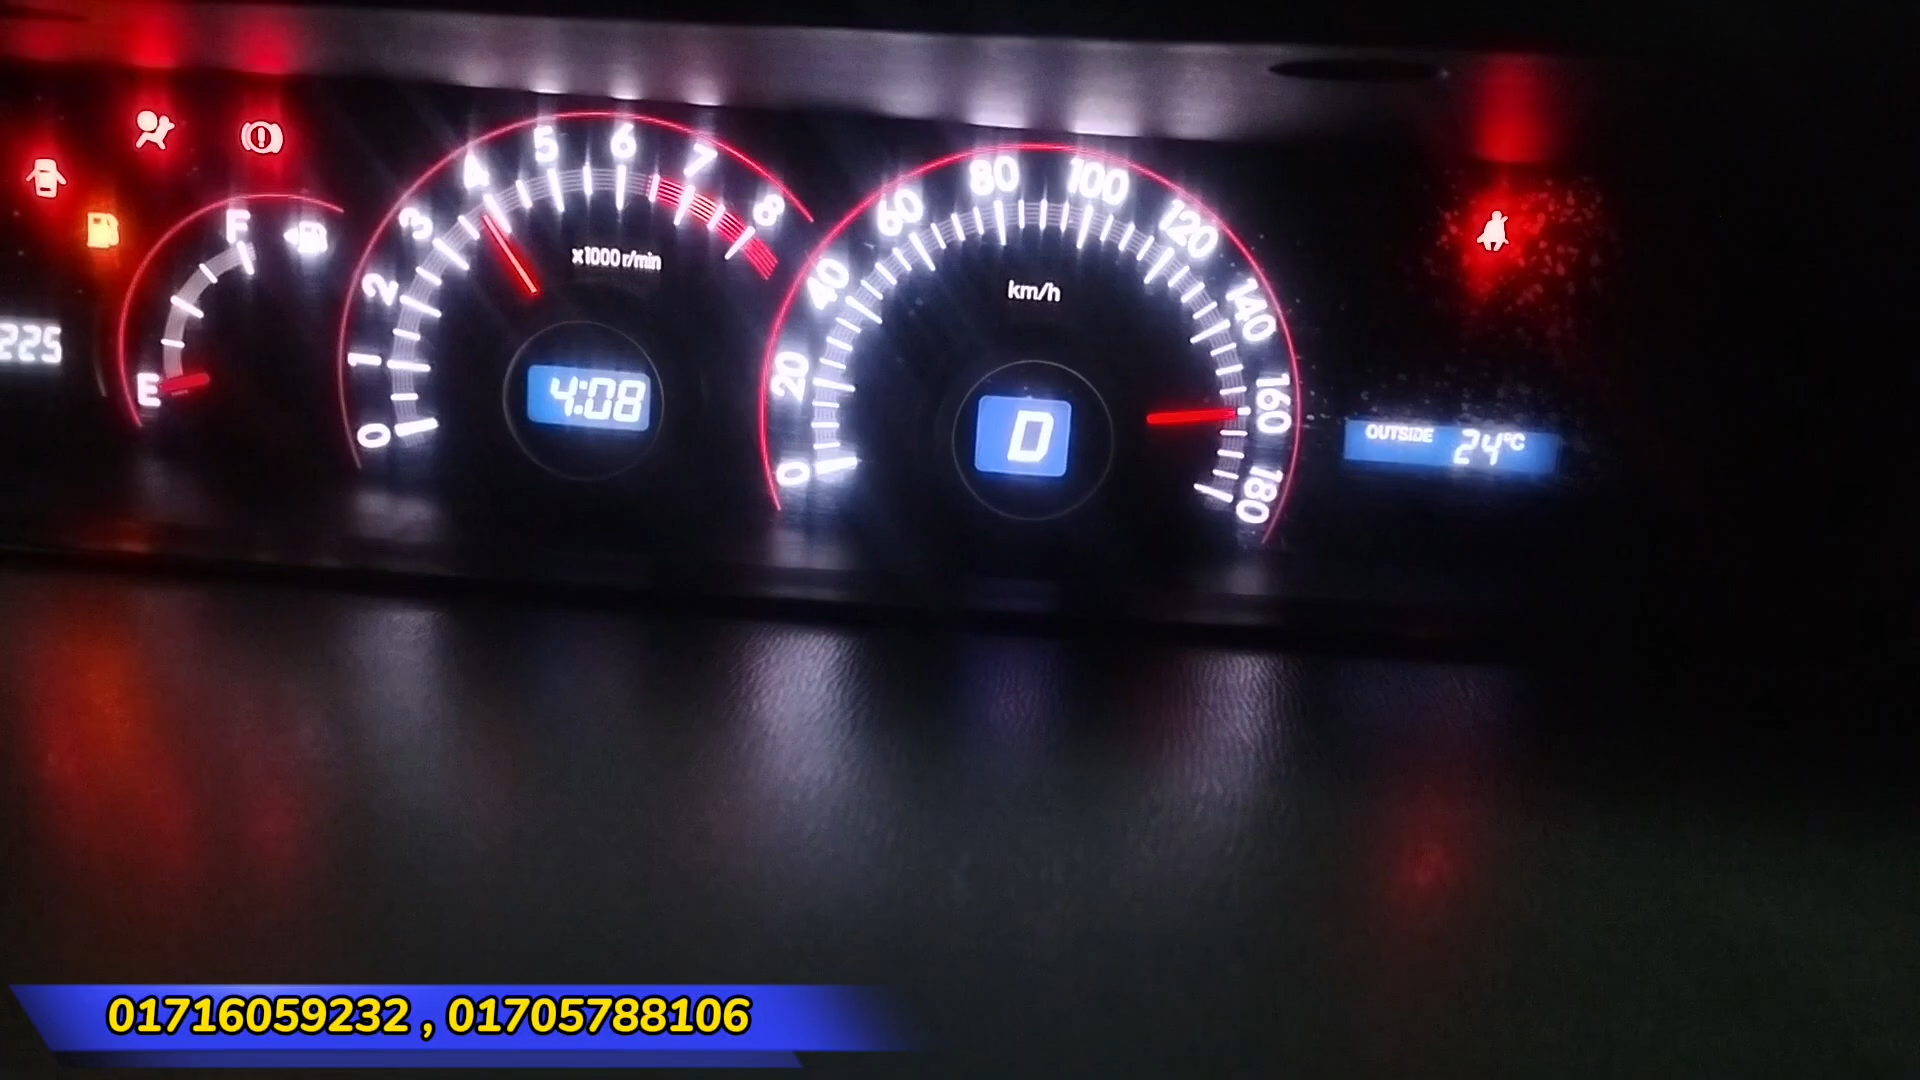 225
F
E
0 1 2 3 4 5 6 7 8
x1000 r/min
4:08
0 20 40 60 80 100 120 140 160 180
km/h
D
OUTSIDE 24°C
01716059232 , 01705788106